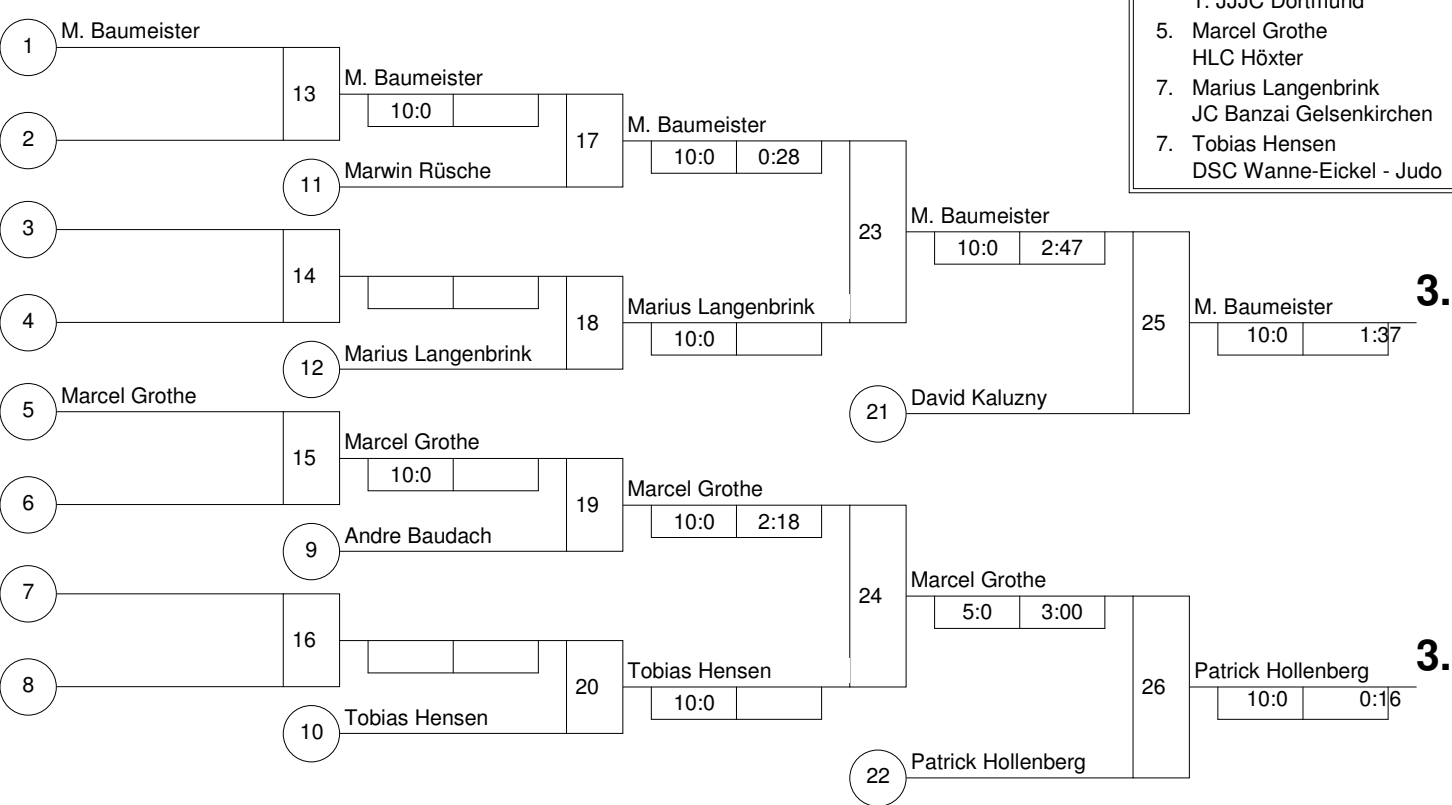 1. JJJC Dortmund
5. Marcel Grothe
HLC Höxter
7. Marius Langenbrink
JC Banzai Gelsenkirchen
7. Tobias Hensen
DSC Wanne-Eickel - Judo
1 M. Baumeister
13
M. Baumeister
10:0
2
17
M. Baumeister
10:0 0:28
11 Marwin Rüsche
3
23
M. Baumeister
10:0 2:47
14
4
18
Marius Langenbrink
10:0
12 Marius Langenbrink
25
M. Baumeister
10:0 1:37
3.
5 Marcel Grothe
21 David Kaluzny
15
Marcel Grothe
10:0
6
19
Marcel Grothe
10:0 2:18
9 Andre Baudach
7
24
Marcel Grothe
5:0 3:00
16
8
20
Tobias Hensen
10:0
10 Tobias Hensen
26
Patrick Hollenberg
10:0 0:16
3.
22 Patrick Hollenberg